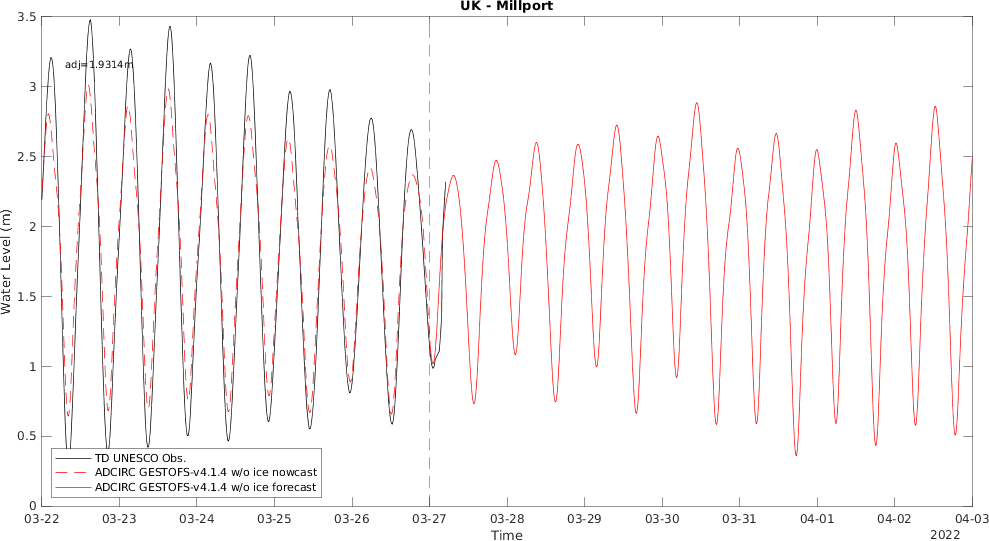 UK - Millport
adj=1.9314m
Water Level (m)
3.5
3
2.5
2
1.5
1
0.5
0
TD UNESCO Obs.
ADCIRC GESTOFS-v4.1.4 w/o ice nowcast
ADCIRC GESTOFS-v4.1.4 w/o ice forecast
03-22 03-23 03-24 03-25 03-26 03-27 03-28 03-29 03-30 03-31 04-01 04-02 04-03
Time
2022